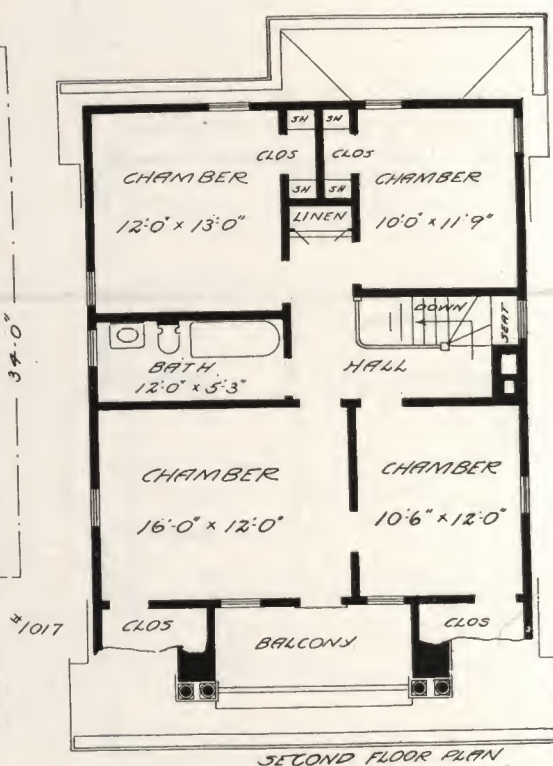 SH SH
CLOS CLOS
CHAMBER
12'-0" x 13'-0"
CHAMBER
10'-0" x 11'-9"
SH SH
LINEN
34'-0"
DOWN
SEAT
BATH
12'-0" x 5'-3"
HALL
CHAMBER
16'-0" x 12'-0"
CHAMBER
10'-6" x 12'-0"
#1017
CLOS
BALCONY
CLOS
SECOND FLOOR PLAN